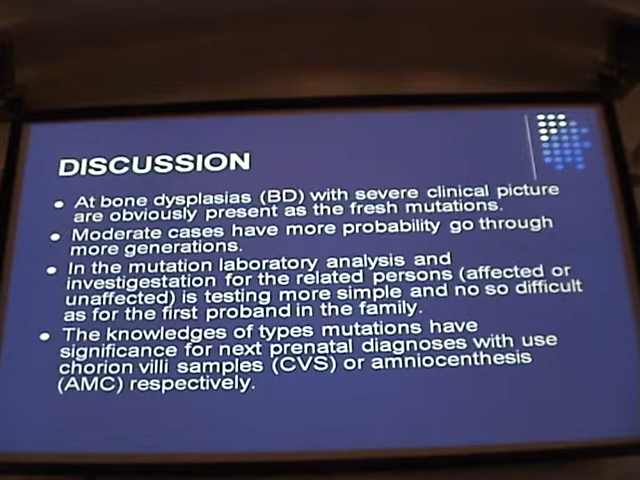 DISCUSSION
• At bone dysplasias (BD) with severe clinical picture
are obviously present as the fresh mutations.
• Moderate cases have more probability go through
more generations.
• In the mutation laboratory analysis and
investigestation for the related persons (affected or
unaffected) is testing more simple and no so difficult
as for the first proband in the family.
• The knowledges of types mutations have
significance for next prenatal diagnoses with use
chorion villi samples (CVS) or amniocenthesis
(AMC) respectively.